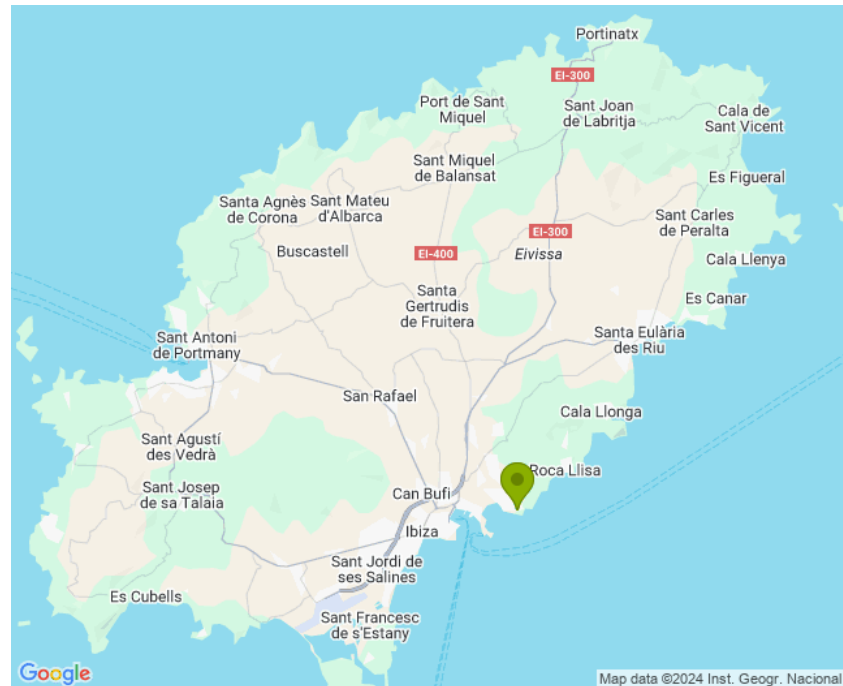 Portinatx
EI-300
Port de Sant
Miquel
Sant Joan
de Labritja
Cala de
Sant Vicent
Sant Miquel
de Balansat
Es Figueral
Santa Agnès
de Corona
Sant Mateu
d'Albarca
Sant Carles
de Peralta
EI-300
Buscastell
EI-400
Eivissa
Cala Llenya
Santa
Gertrudis
de Fruitera
Es Canar
Sant Antoni
de Portmany
Santa Eulària
des Riu
San Rafael
Cala Llonga
Sant Agustí
des Vedrà
Roca Llisa
Sant Josep
de sa Talaia
Can Bufi
Ibiza
Sant Jordi de
ses Salines
Es Cubells
Sant Francesc
de s'Estany
Google
Map data ©2024 Inst. Geogr. Nacional